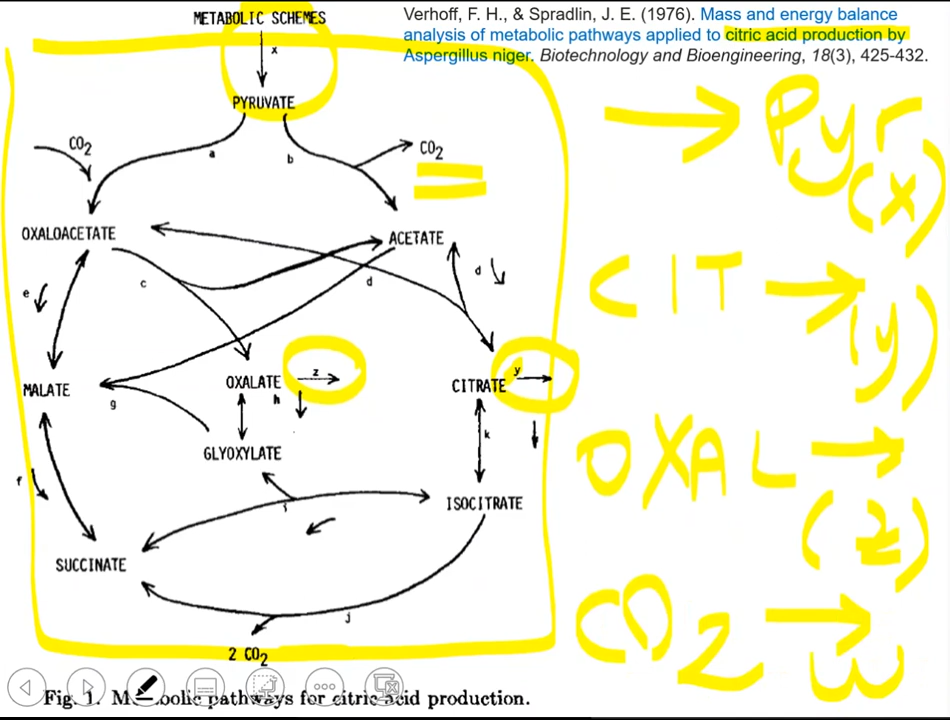 METABOLIC SCHEMES
Verhoff, F. H., & Spradlin, J. E. (1976). Mass and energy balance
analysis of metabolic pathways applied to citric acid production by
Aspergillus niger. Biotechnology and Bioengineering, 18(3), 425-432.
x
PYRUVATE
→ Pyr
(x)
CO2
a
b
CO2
OXALOACETATE
ACETATE
c
d
d
CIT →
(y)
e
MALATE
OXALATE
z
CITRATE
y
g
h
k
GLYOXYLATE
OXAL →
(z)
f
i
ISOCITRATE
SUCCINATE
j
2 CO2
CO2 →
Fig. 1. Metabolic pathways for citric acid production.